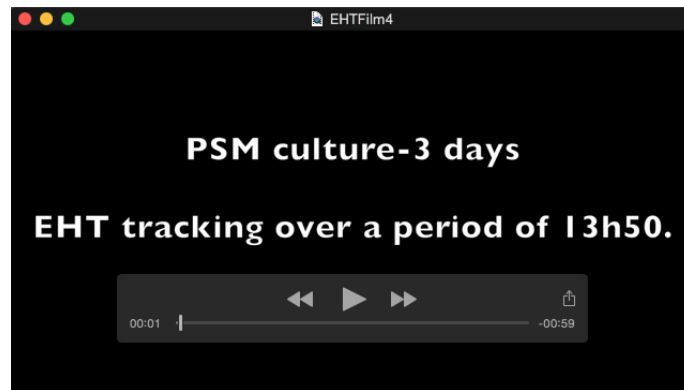 EHTFilm4
PSM culture-3 days
EHT tracking over a period of 13h50.
00:01
-00:59